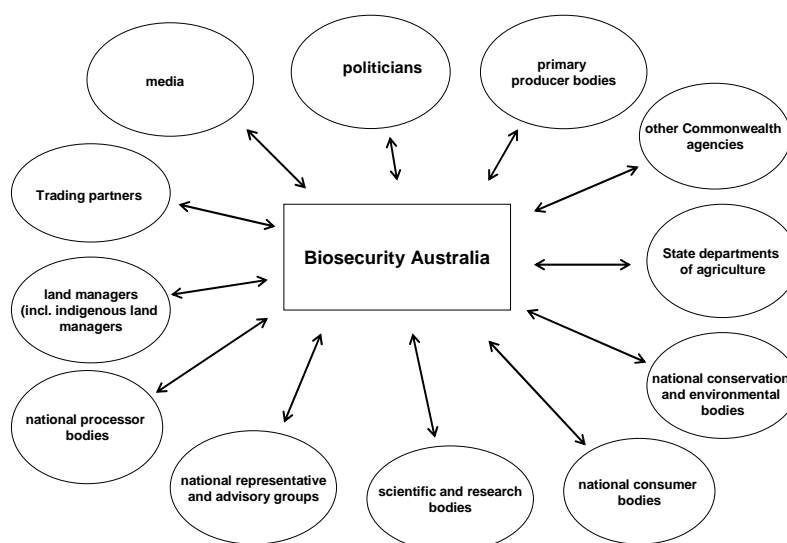 politicians
media
primary
producer bodies
other Commonwealth
agencies
Trading partners
Biosecurity Australia
State departments
of agriculture
land managers
(incl. indigenous land
managers
national processor
bodies
national conservation
and environmental
bodies
national representative
and advisory groups
scientific and research
bodies
national consumer
bodies